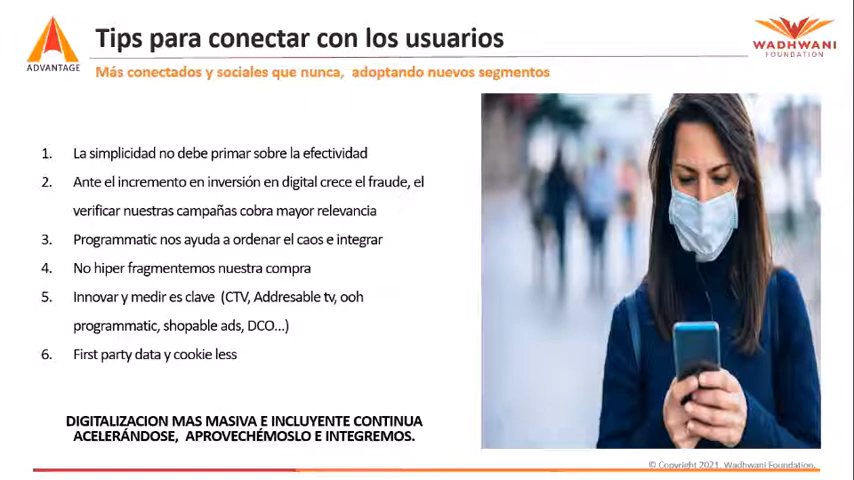 Tips para conectar con los usuarios
ADVANTAGE
WADHWANI
FOUNDATION
Más conectados y sociales que nunca, adoptando nuevos segmentos
1. La simplicidad no debe primar sobre la efectividad
2. Ante el incremento en inversión en digital crece el fraude, el
verificar nuestras campañas cobra mayor relevancia
3. Programmatic nos ayuda a ordenar el caos e integrar
4. No hiper fragmentemos nuestra compra
5. Innovar y medir es clave (CTV, Addresable tv, ooh
programmatic, shopable ads, DCO...)
6. First party data y cookie less
DIGITALIZACION MAS MASIVA E INCLUYENTE CONTINUA
ACELERÁNDOSE, APROVECHÉMOSLO E INTEGREMOS.
© Copyright 2021. Wadhwani Foundation.